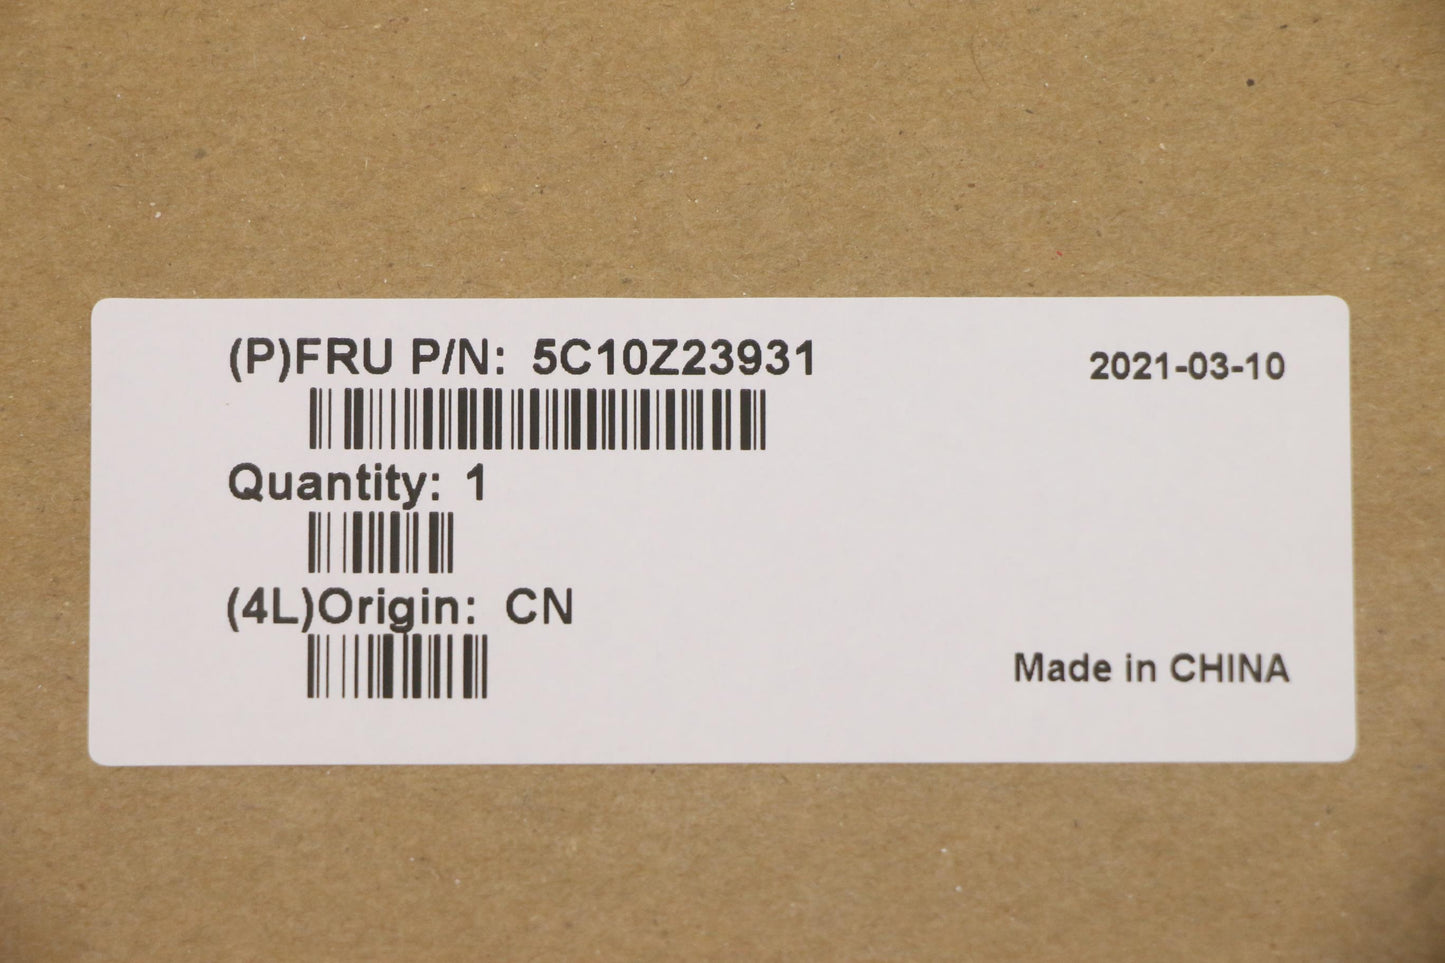 (P)FRU P/N: 5C10Z23931
2021-03-10
Quantity: 1
(4L)Origin: CN
Made in CHINA